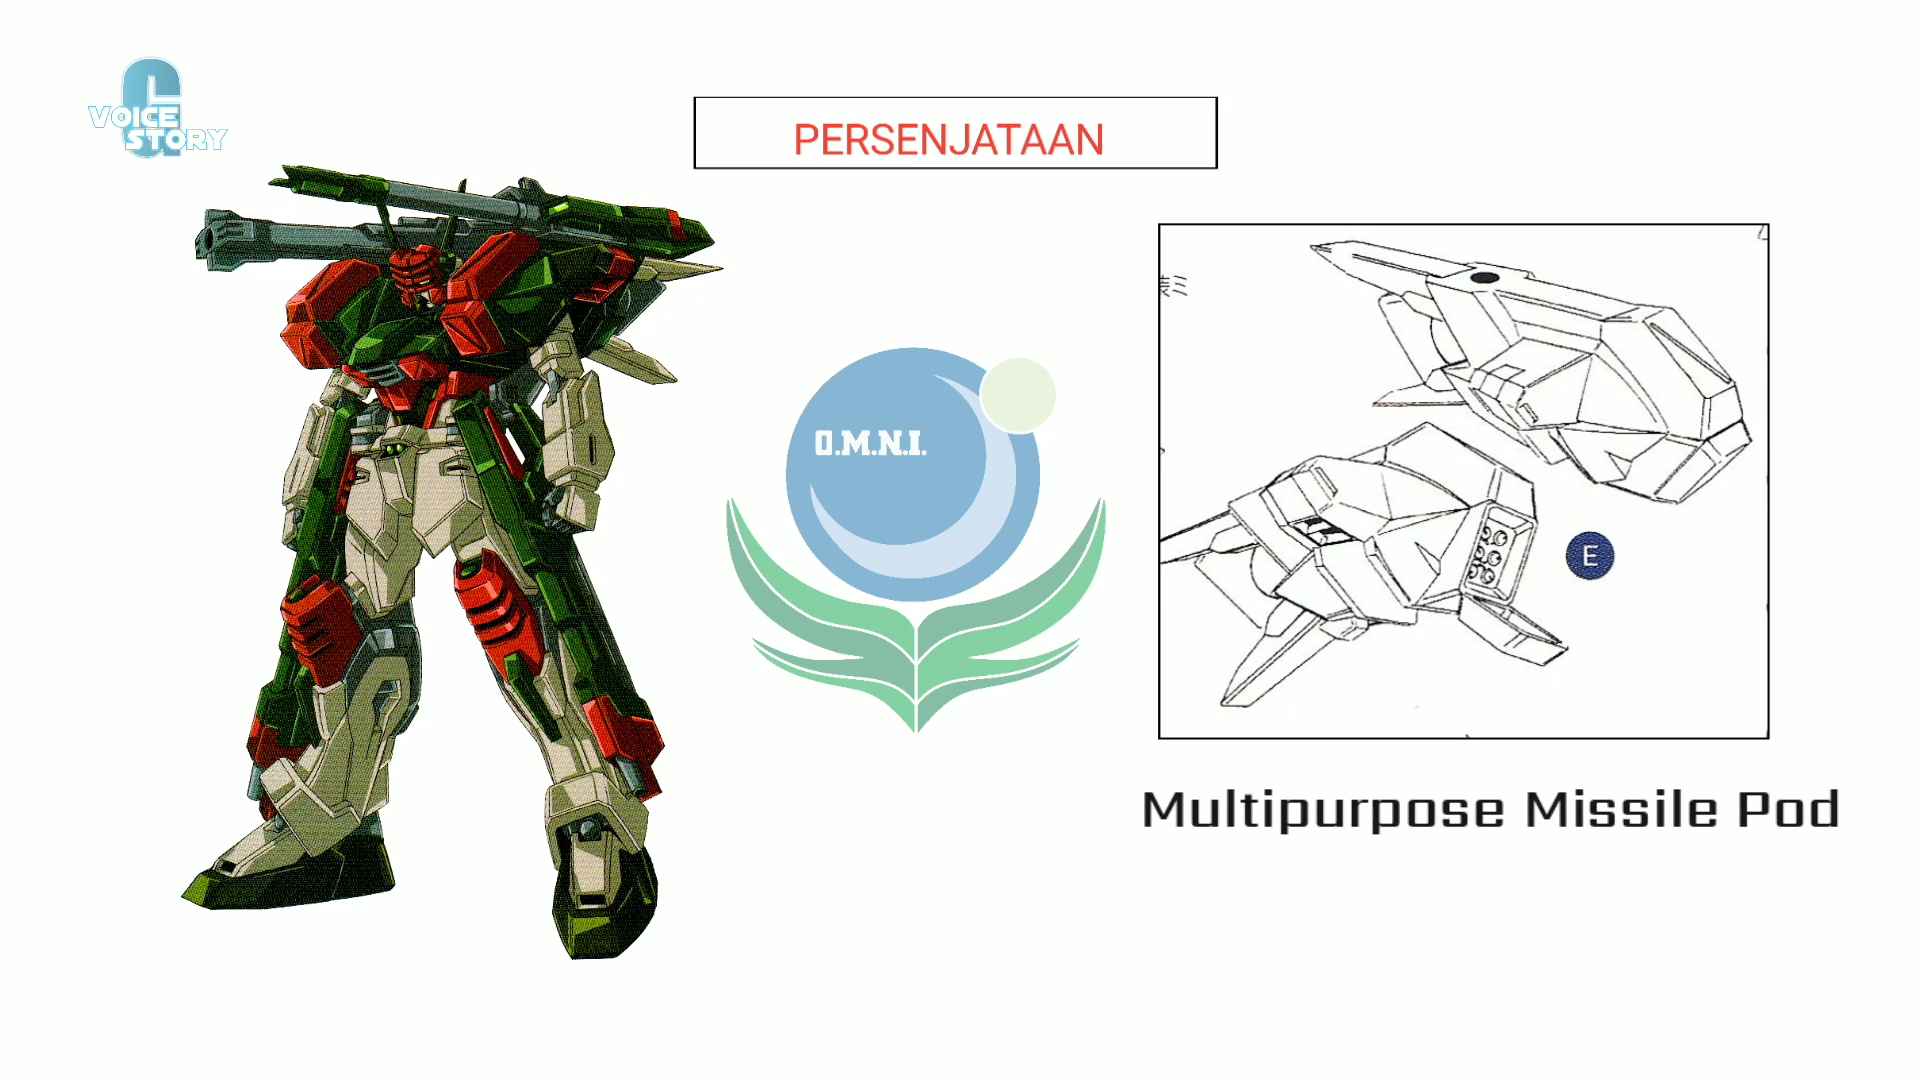 G
VOICE
STORY
PERSENJATAAN
O.M.N.I.
E
Multipurpose Missile Pod